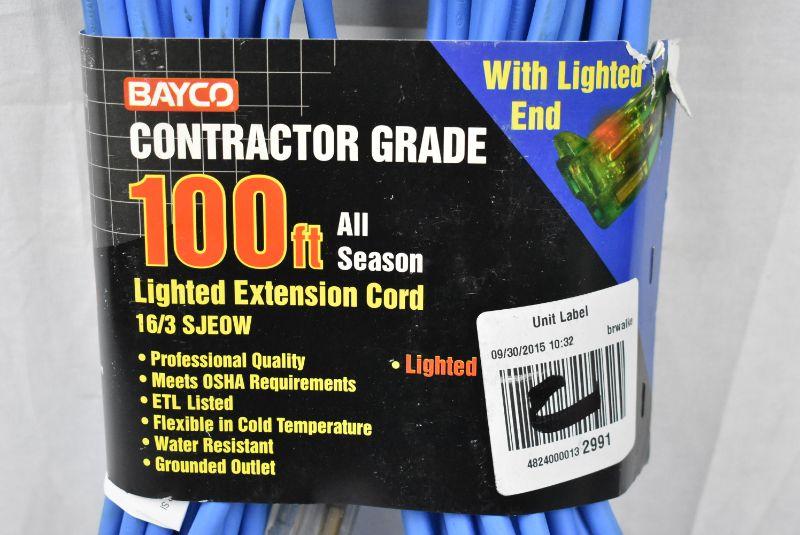 BAYCO
CONTRACTOR GRADE
100ft
All
Season
Lighted Extension Cord
16/3 SJEOW
• Professional Quality
• Meets OSHA Requirements
• ETL Listed
• Flexible in Cold Temperature
• Water Resistant
• Grounded Outlet
• Lighted
With Lighted
End
Unit Label
09/30/2015 10:32
brwalke
4824000013 2991